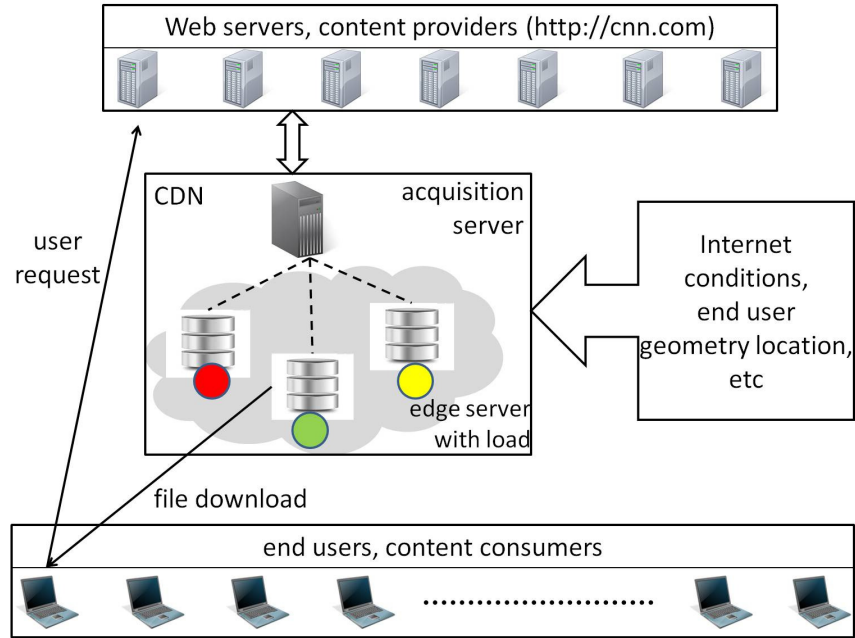 Web servers, content providers (http://cnn.com)
CDN
acquisition
server
user
request
Internet
conditions,
end user
geometry location,
etc
edge server
with load
file download
end users, content consumers